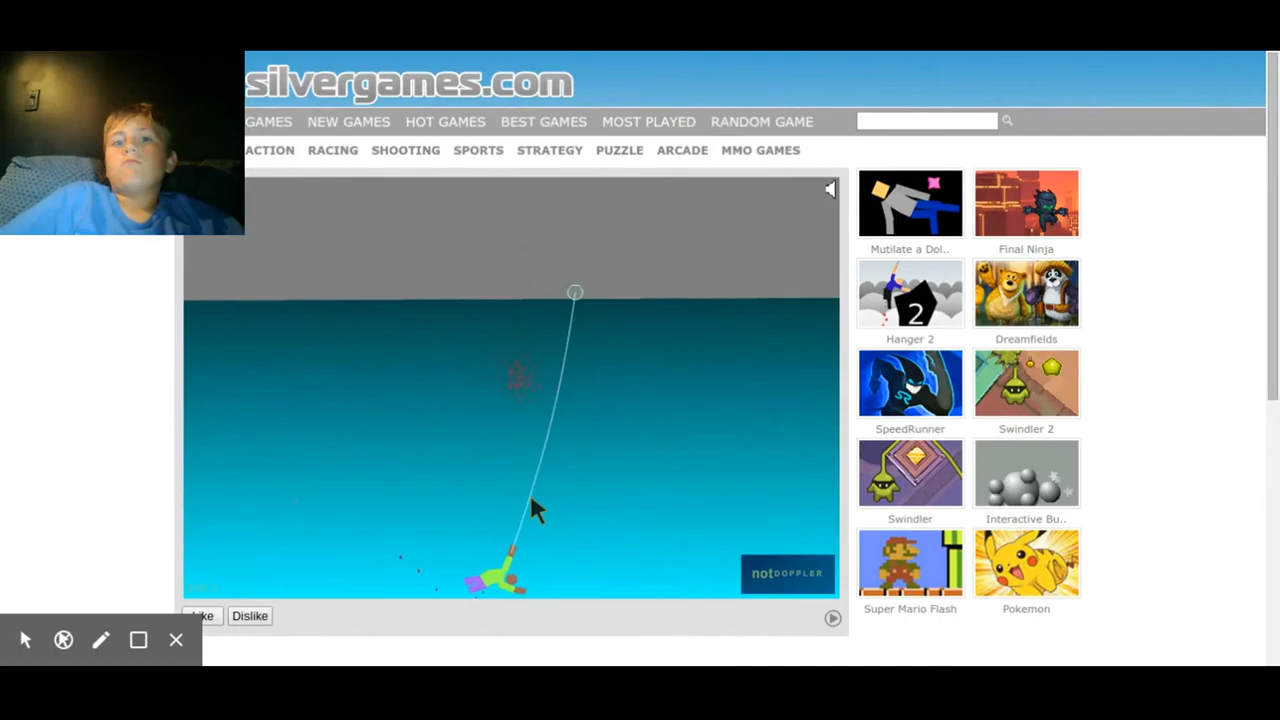 silvergames.com
GAMES NEW GAMES HOT GAMES BEST GAMES MOST PLAYED RANDOM GAME
ACTION RACING SHOOTING SPORTS STRATEGY PUZZLE ARCADE MMO GAMES
Mutilate a Dol.. Final Ninja
2
Hanger 2 Dreamfields
SpeedRunner Swindler 2
Swindler Interactive Bu..
notDOPPLER
Super Mario Flash Pokemon
Dislike